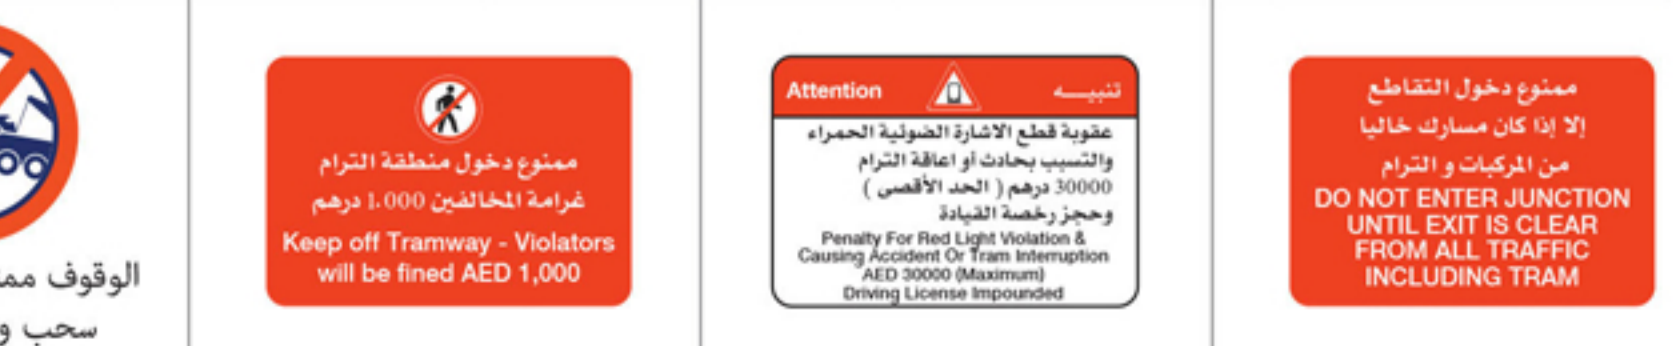 الوقوف
سحب
ممنوع دخول منطقة الترام
غرامة المخالفين 1.000 درهم
Keep off Tramway - Violators
will be fined AED 1,000
Attention
تنبيـــــه
عقوبة قطع الاشارة الضوئية الحمراء
والتسبب بحادث أو اعاقة الترام
30000 درهم ( الحد الأقصى )
وحجز رخصة القيادة
Penalty For Red Light Violation &
Causing Accident Or Tram Interruption
AED 30000 (Maximum)
Driving License Impounded
ممنوع دخول التقاطع
إلا إذا كان مسارك خاليا
من المركبات و الترام
DO NOT ENTER JUNCTION
UNTIL EXIT IS CLEAR
FROM ALL TRAFFIC
INCLUDING TRAM